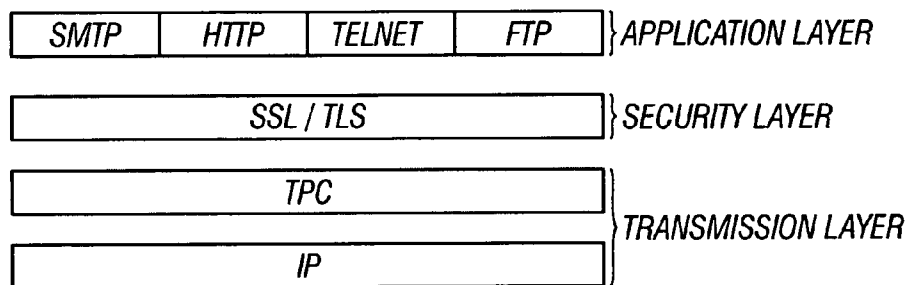 SMTP HTTP TELNET FTP APPLICATION LAYER
SSL / TLS SECURITY LAYER
TPC
TRANSMISSION LAYER
IP